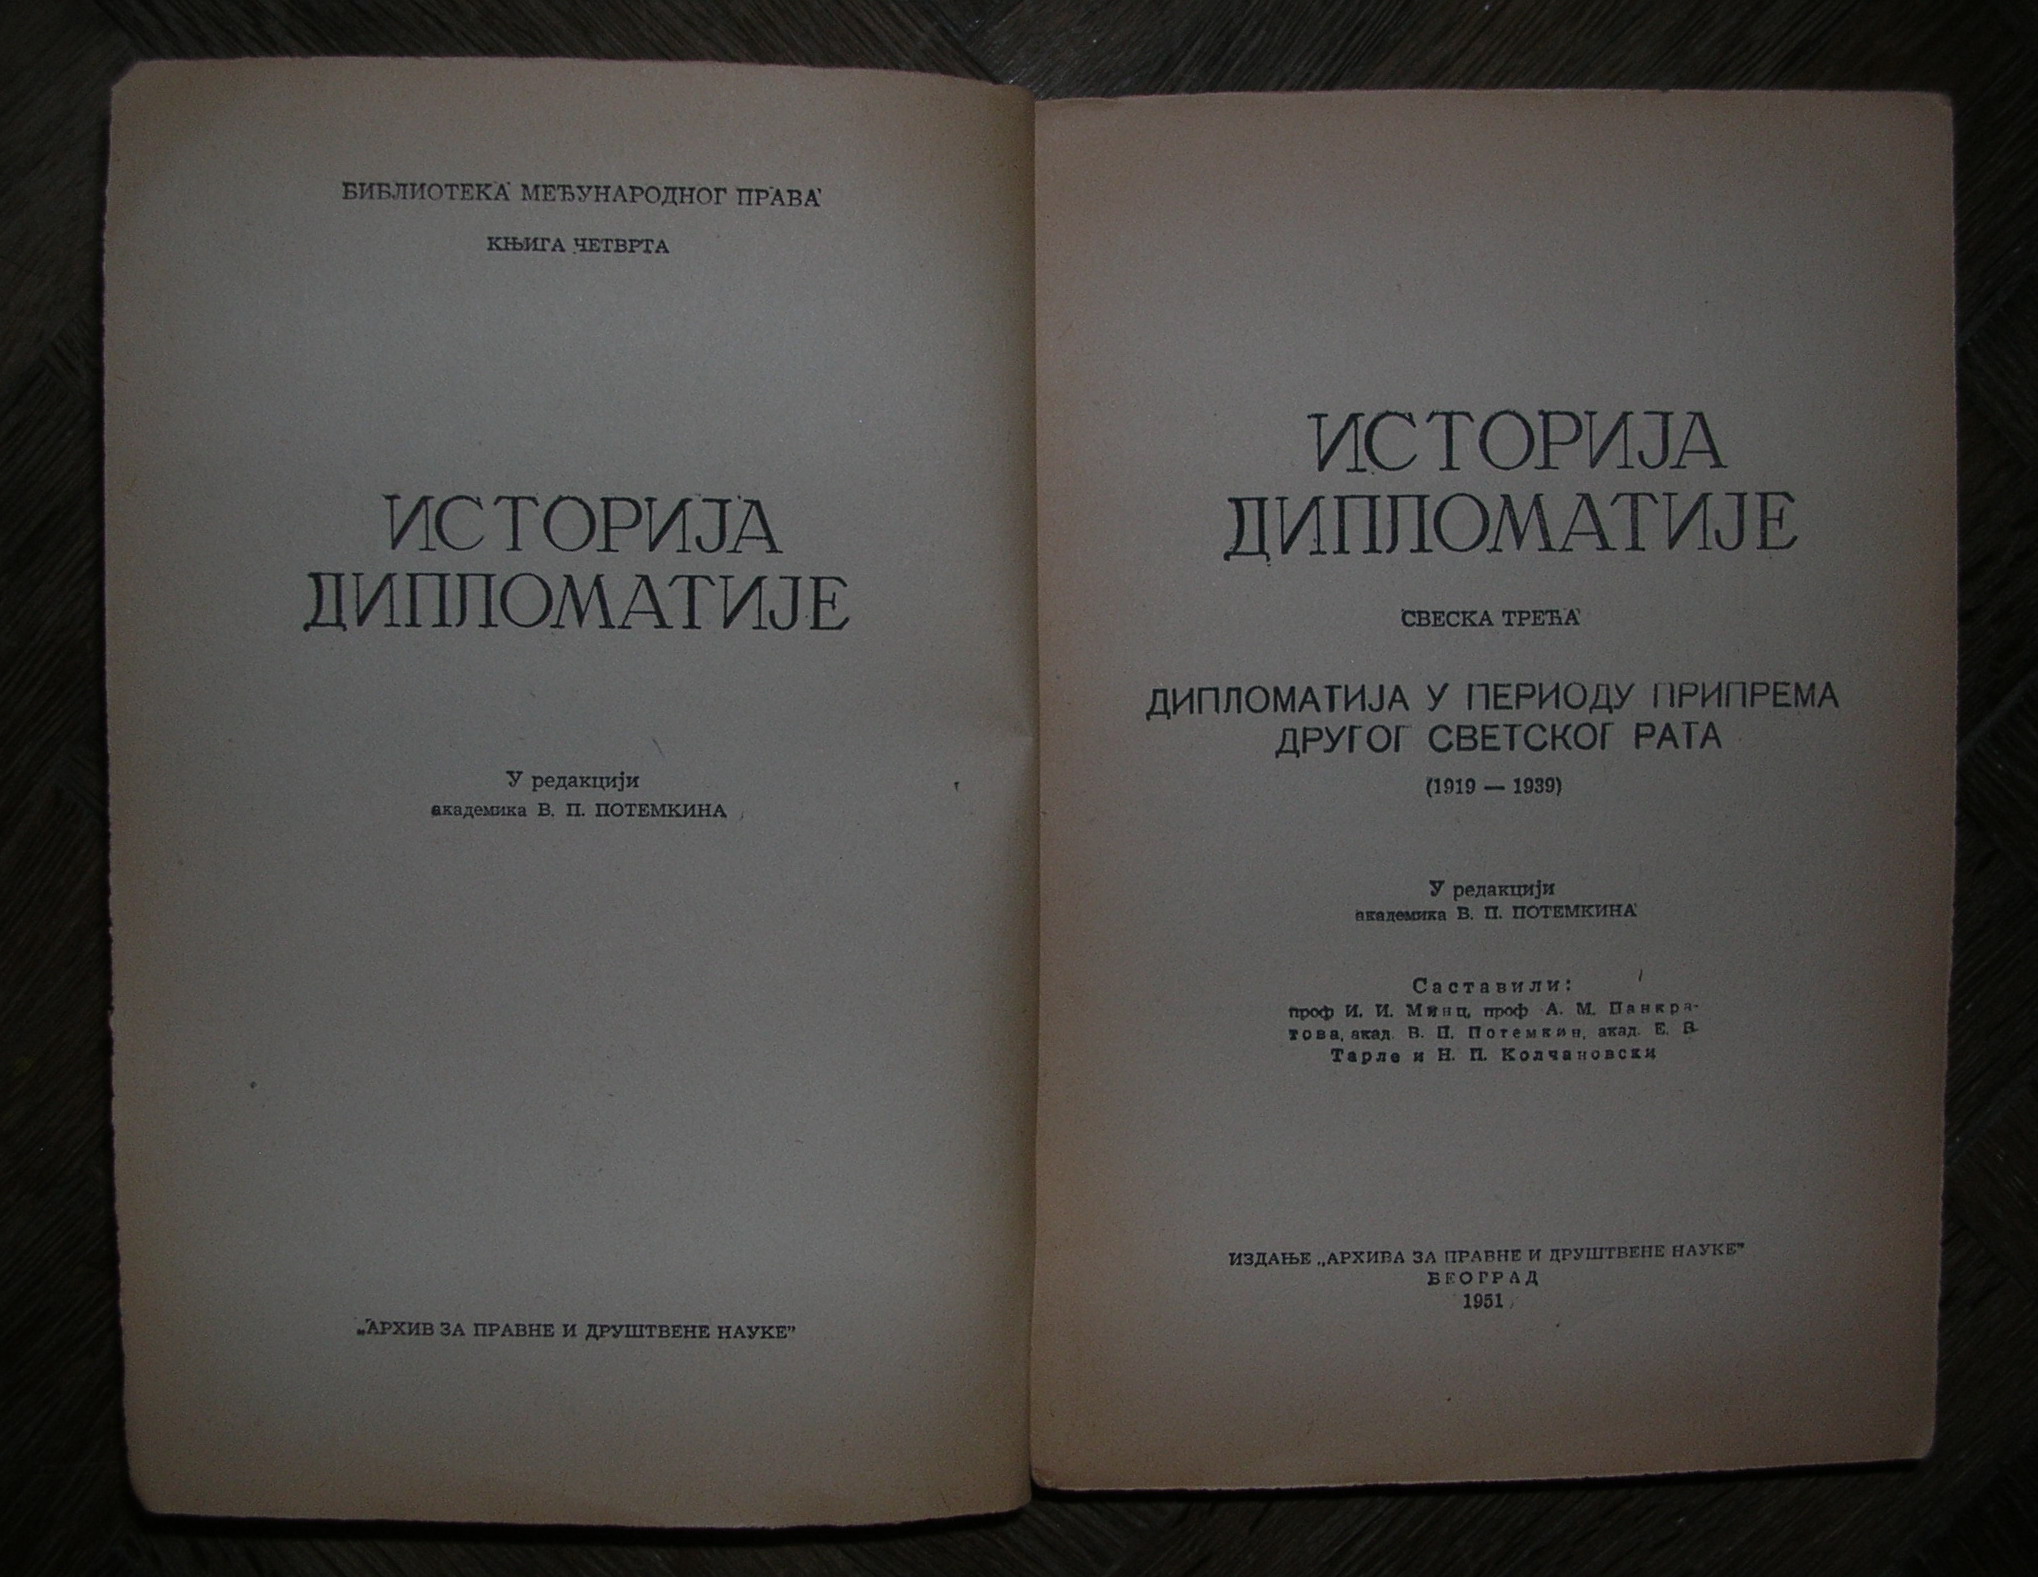 БИБЛИОТЕКА МЕЂУНАРОДНОГ ПРАВА
КЊИГА ЧЕТВРТА
ИСТОРИЈА
ДИПЛОМАТИЈЕ
У редакцији
академика В. П. ПОТЕМКИНА
„АРХИВ ЗА ПРАВНЕ И ДРУШТВЕНЕ НАУКЕ”
ИСТОРИЈА
ДИПЛОМАТИЈЕ
СВЕСКА ТРЕЋА
ДИПЛОМАТИЈА У ПЕРИОДУ ПРИПРЕМА
ДРУГОГ СВЕТСКОГ РАТА
(1919 — 1939)
У редакцији
академика В. П. ПОТЕМКИНА
Саставили:
проф И. И. Минц, проф А. М. Панкра-
това, акад. В. П. Потемкин, акад. Е. В.
Тарле и Н. П. Колчановски
ИЗДАЊЕ „АРХИВА ЗА ПРАВНЕ И ДРУШТВЕНЕ НАУКЕ”
БЕОГРАД
1951